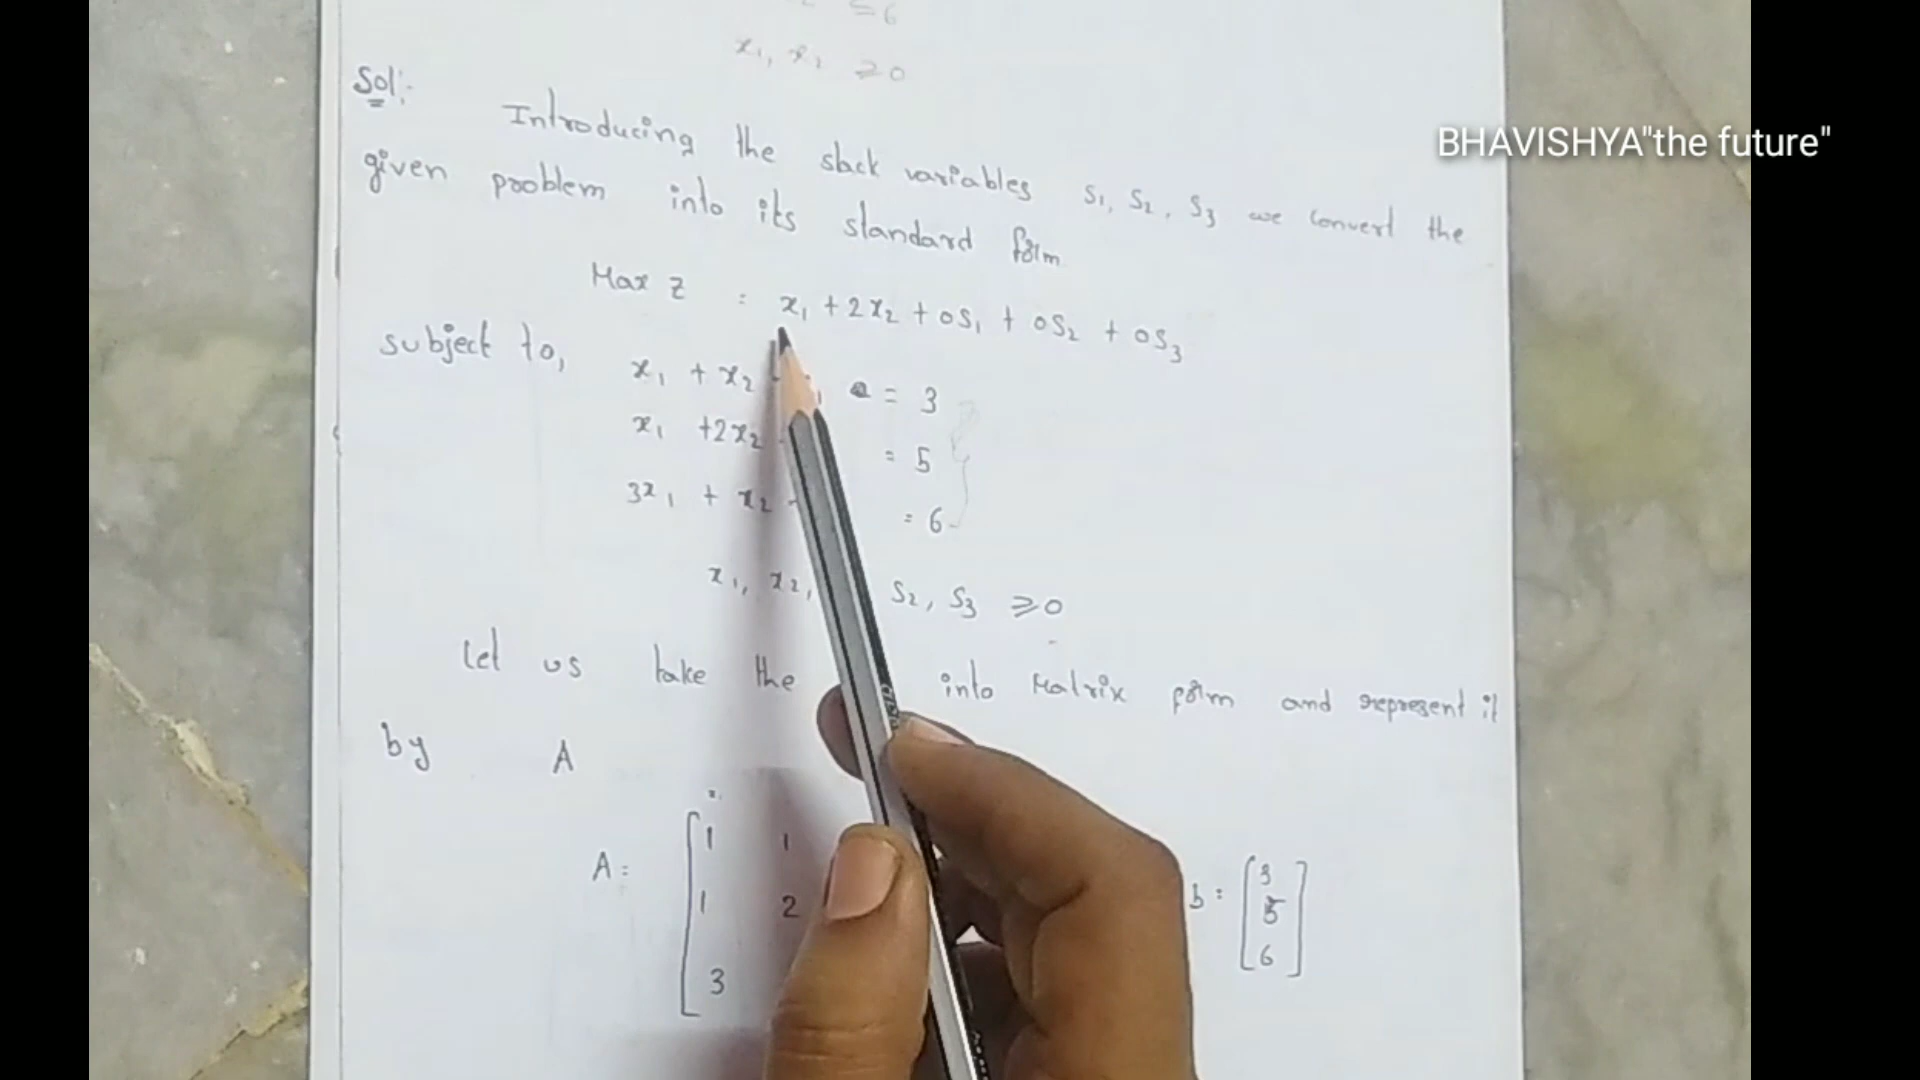 ≤ 6
x₁, x₂ ≥ 0
Sol:
Introducing the slack variables S₁, S₂, S₃ we convert the
given problem into its standard form
Max Z = x₁ + 2x₂ + 0S₁ + 0S₂ + 0S₃
subject to,
x₁ + x₂ = 3
x₁ + 2x₂ = 5
3x₁ + x₂ = 6
x₁, x₂, S₂, S₃ ≥ 0
Let us take the into Matrix form and represent it
by A
A = [ 1 1
1 2
3
b = [ 3
5
6 ]
BHAVISHYA"the future"